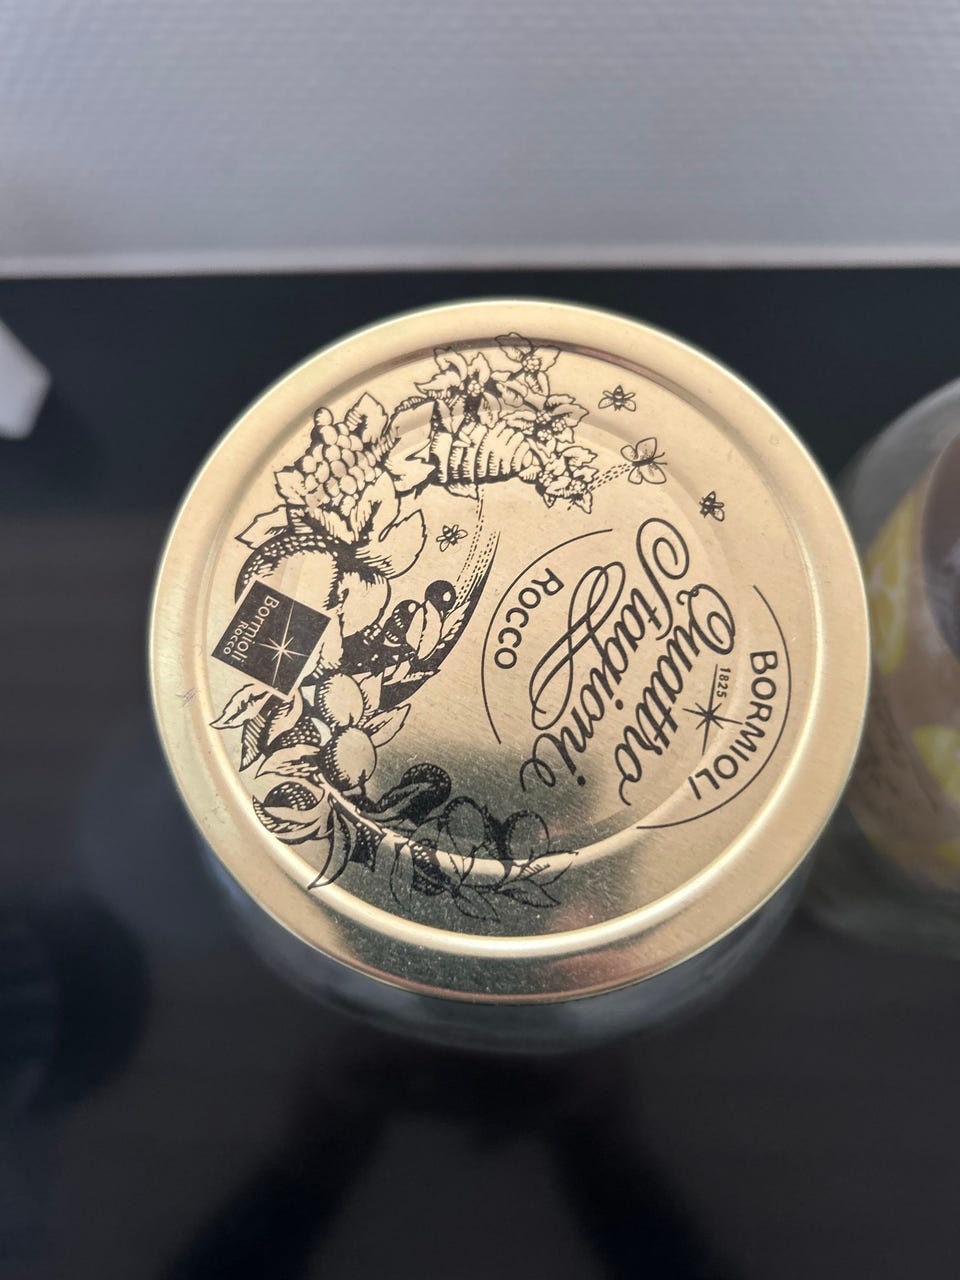 BORMIOLI
1825
Quattro
Stagioni
ROCCO
Bormioli
ROCCO